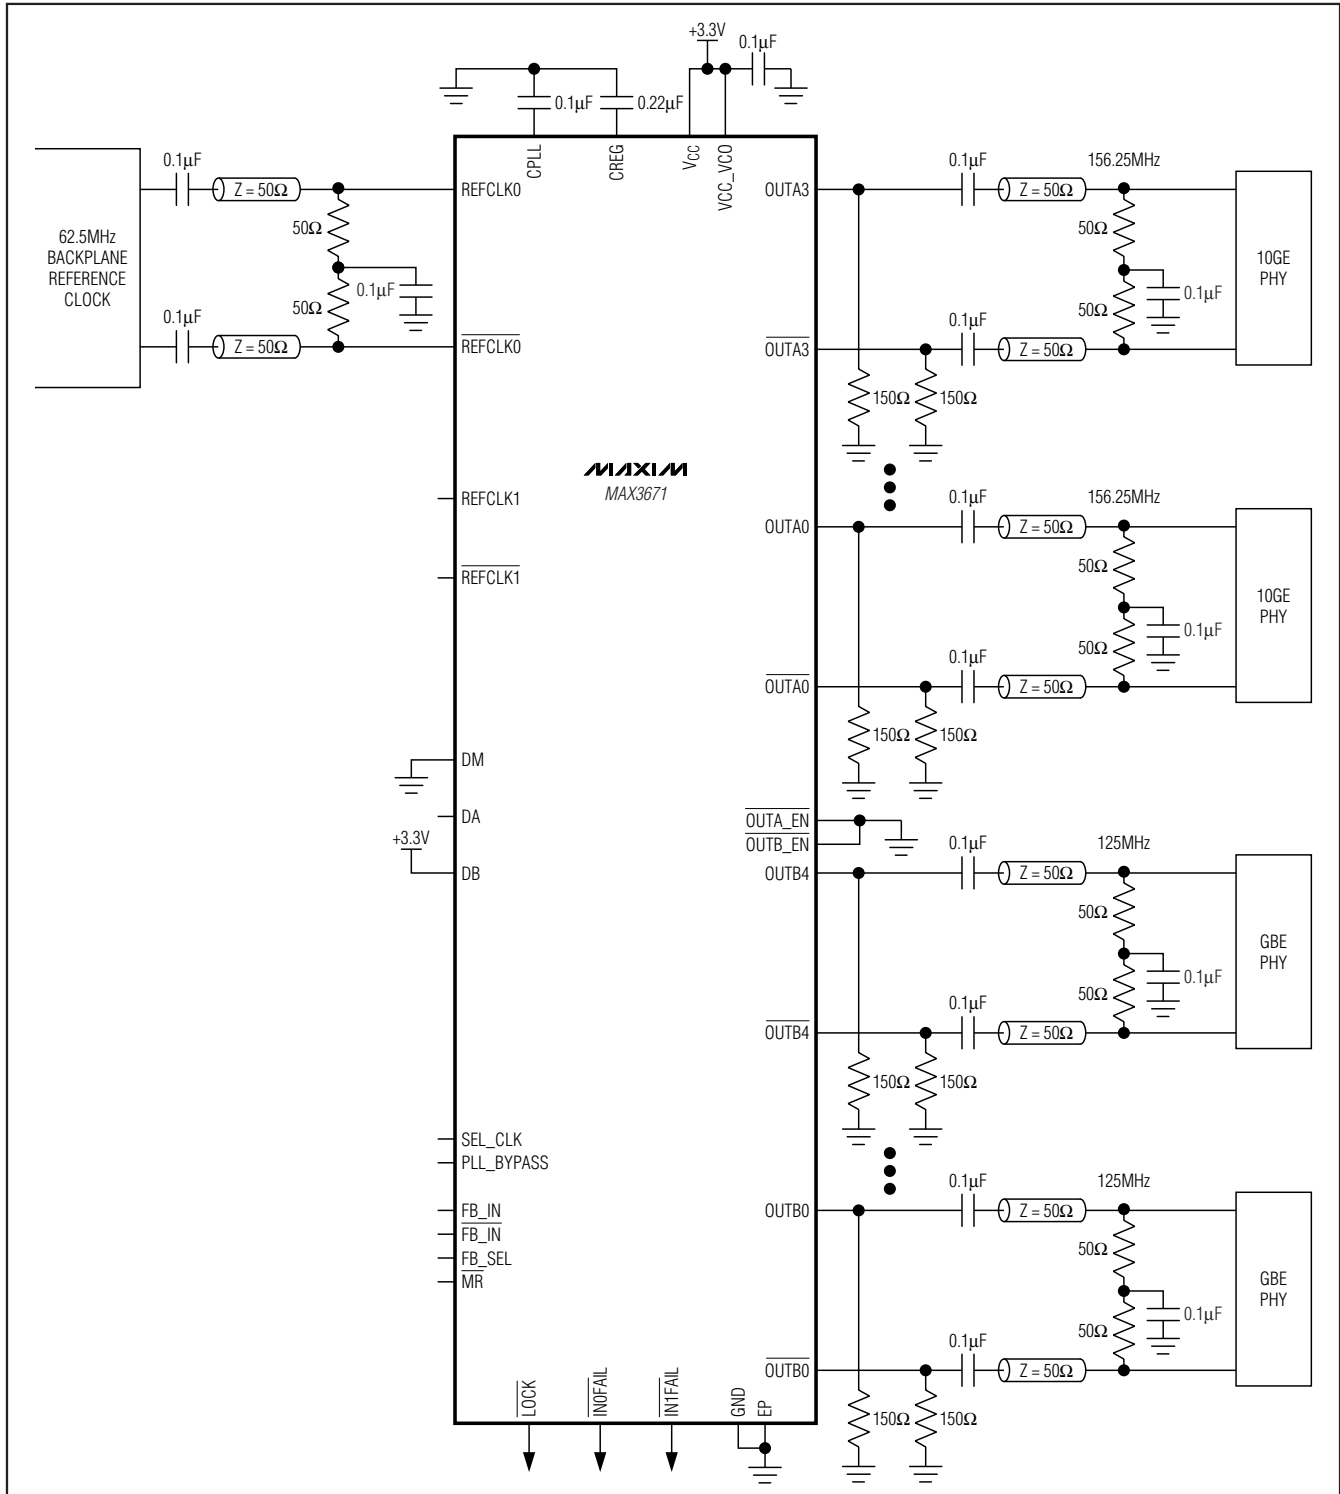 +3.3V
0.1μF
0.1μF
0.22μF
CPLL
CREG
VCC
VCC_VCO
62.5MHz
BACKPLANE
REFERENCE
CLOCK
0.1μF
Z = 50Ω
REFCLK0
50Ω
0.1μF
50Ω
0.1μF
Z = 50Ω
REFCLK0
MAXIM
MAX3671
REFCLK1
REFCLK1
DM
DA
+3.3V
DB
SEL_CLK
PLL_BYPASS
FB_IN
FB_IN
FB_SEL
MR
LOCK
IN0FAIL
IN1FAIL
GND
EP
OUTA3
0.1μF
Z = 50Ω
156.25MHz
50Ω
0.1μF
50Ω
10GE
PHY
OUTA3
0.1μF
Z = 50Ω
150Ω
150Ω
OUTA0
0.1μF
Z = 50Ω
156.25MHz
50Ω
0.1μF
50Ω
10GE
PHY
OUTA0
0.1μF
Z = 50Ω
150Ω
150Ω
OUTA_EN
OUTB_EN
OUTB4
0.1μF
Z = 50Ω
125MHz
50Ω
0.1μF
50Ω
GBE
PHY
OUTB4
0.1μF
Z = 50Ω
150Ω
150Ω
OUTB0
0.1μF
Z = 50Ω
125MHz
50Ω
0.1μF
50Ω
GBE
PHY
OUTB0
0.1μF
Z = 50Ω
150Ω
150Ω